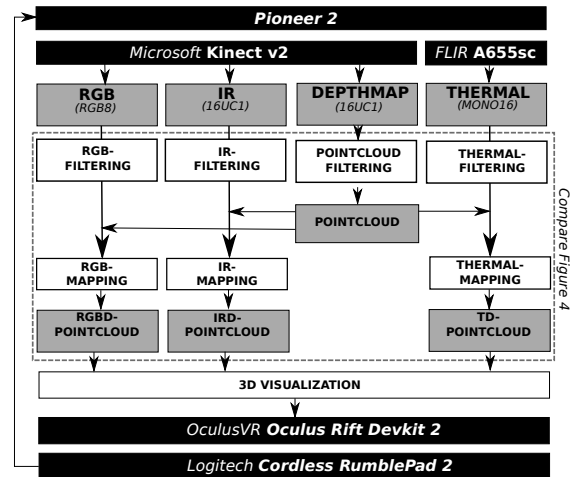 Pioneer 2
Microsoft Kinect v2
FLIR A655sc
RGB
(RGB8)
IR
(16UC1)
DEPTHMAP
(16UC1)
THERMAL
(MONO16)
RGB-
FILTERING
IR-
FILTERING
POINTCLOUD
FILTERING
THERMAL-
FILTERING
POINTCLOUD
Compare Figure 4
RGB-
MAPPING
IR-
MAPPING
THERMAL-
MAPPING
RGBD-
POINTCLOUD
IRD-
POINTCLOUD
TD-
POINTCLOUD
3D VISUALIZATION
OculusVR Oculus Rift Devkit 2
Logitech Cordless RumblePad 2